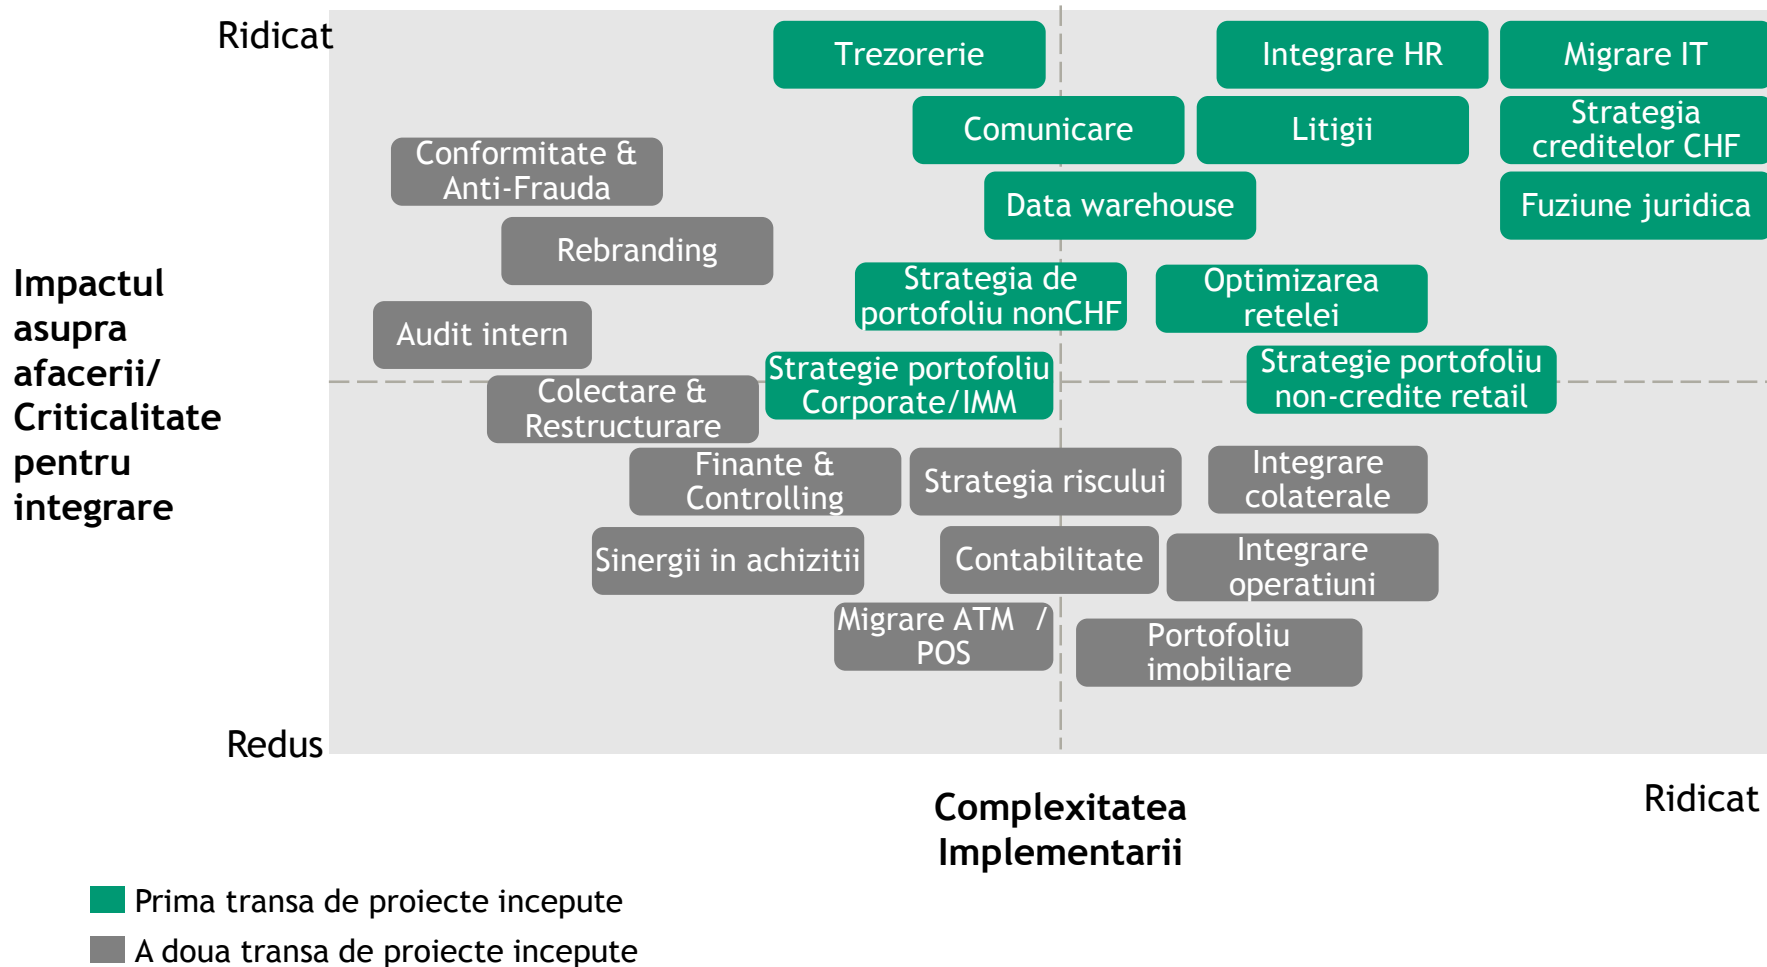 Ridicat
Trezorerie
Integrare HR
Migrare IT
Comunicare
Litigii
Strategia
creditelor CHF
Conformitate &
Anti-Frauda
Data warehouse
Fuziune juridica
Rebranding
Impactul
asupra
afacerii/
Criticalitate
pentru
integrare
Strategia de
portofoliu nonCHF
Optimizarea
retelei
Audit intern
Strategie portofoliu
Corporate/IMM
Strategie portofoliu
non-credite retail
Colectare &
Restructurare
Finante &
Controlling
Strategia riscului
Integrare
colaterale
Sinergii in achizitii
Contabilitate
Integrare
operatiuni
Migrare ATM /
POS
Portofoliu
imobiliare
Redus
Complexitatea
Implementarii
Ridicat
Prima transa de proiecte incepute
A doua transa de proiecte incepute